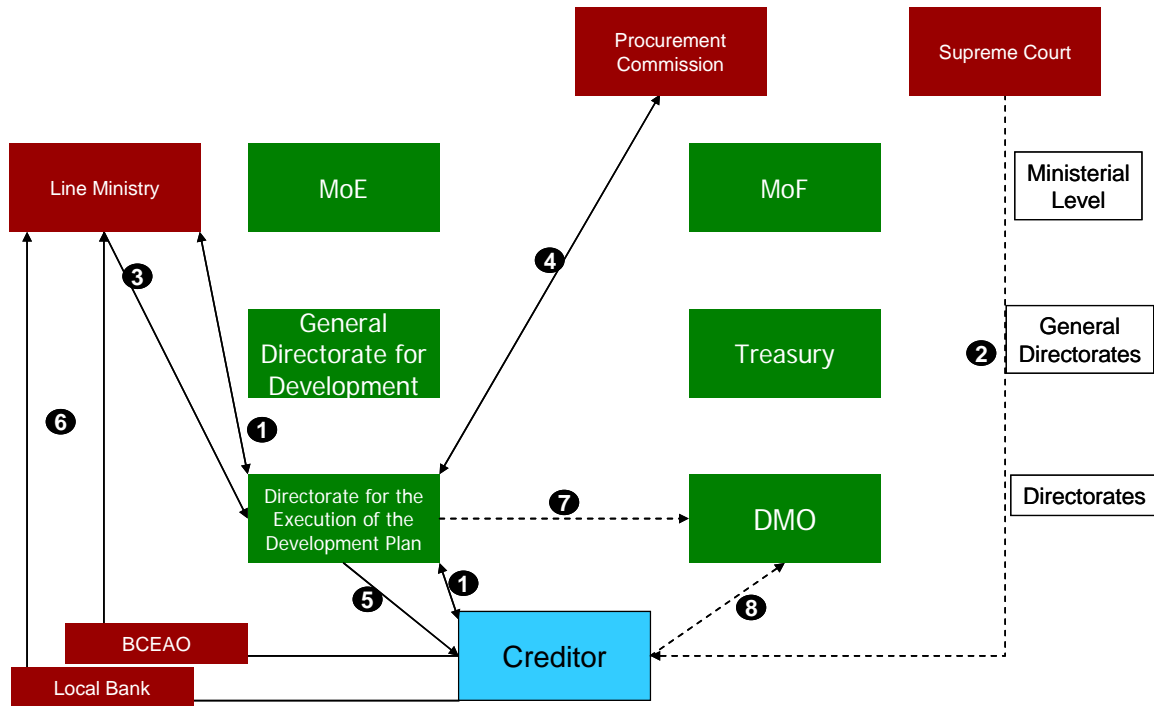 Procurement
Commission
Supreme Court
Line Ministry
MoE
MoF
Ministerial
Level
3
4
General
Directorate for
Development
Treasury
2
General
Directorates
6
1
Directorate for the
Execution of the
Development Plan
7
DMO
Directorates
5
1
8
BCEAO
Creditor
Local Bank